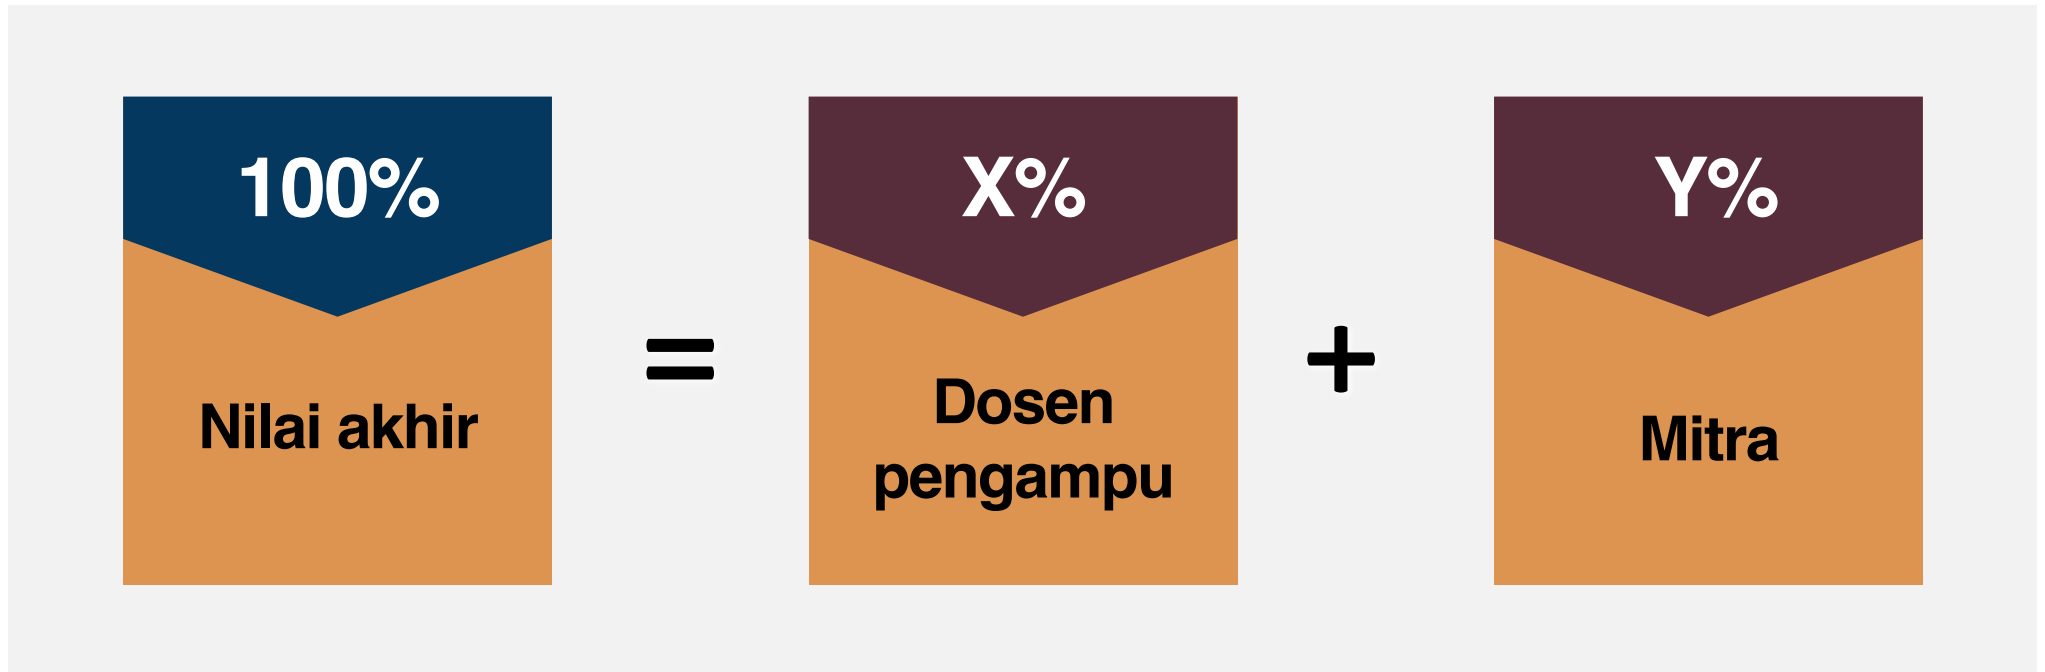 100%
Nilai akhir
=
X%
Dosen
pengampu
+
Y%
Mitra